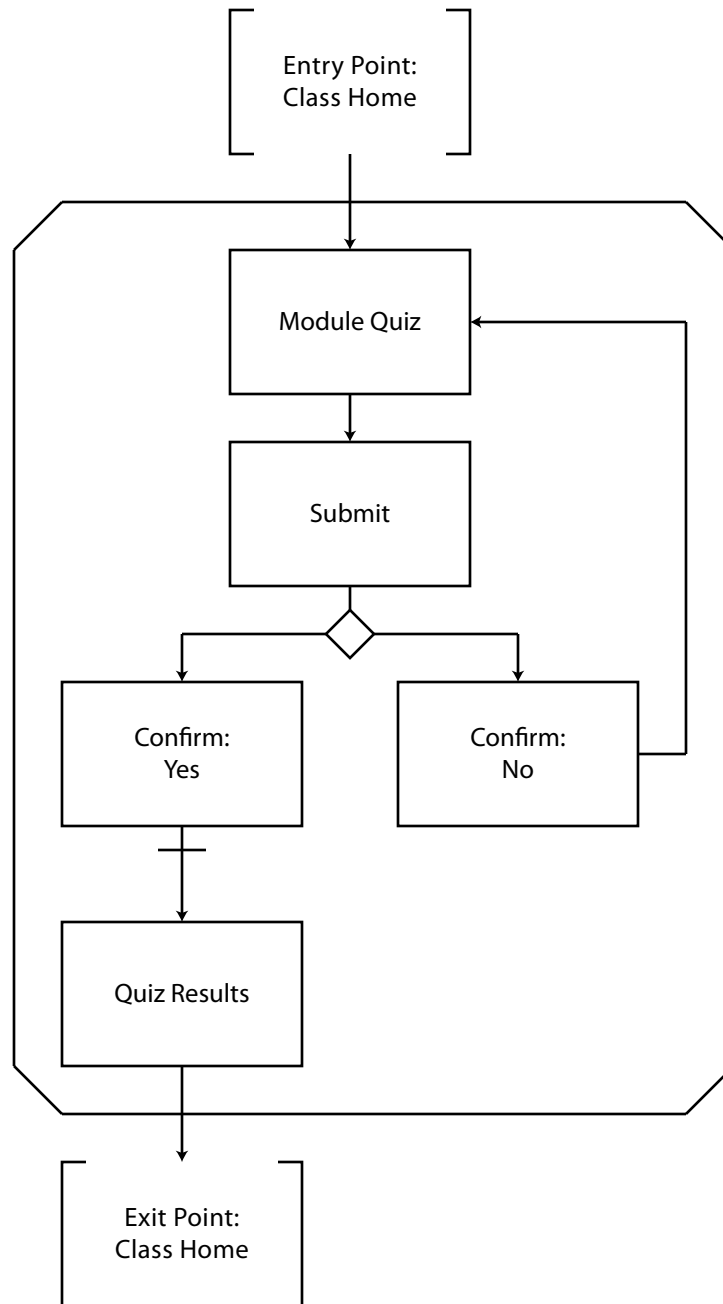 Entry Point:
Class Home
Module Quiz
Submit
Confirm:
Yes
Confirm:
No
Quiz Results
Exit Point:
Class Home